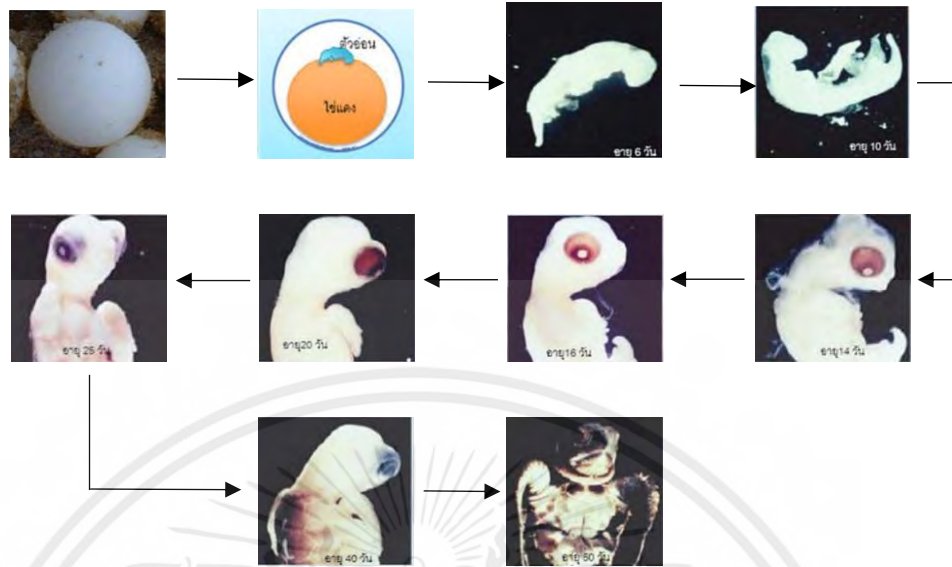 ตัวอ่อน
ไข่แดง
อายุ 6 วัน
อายุ 10 วัน
อายุ14 วัน
อายุ16 วัน
อายุ20 วัน
อายุ 25 วัน
อายุ 40 วัน
อายุ 50 วัน